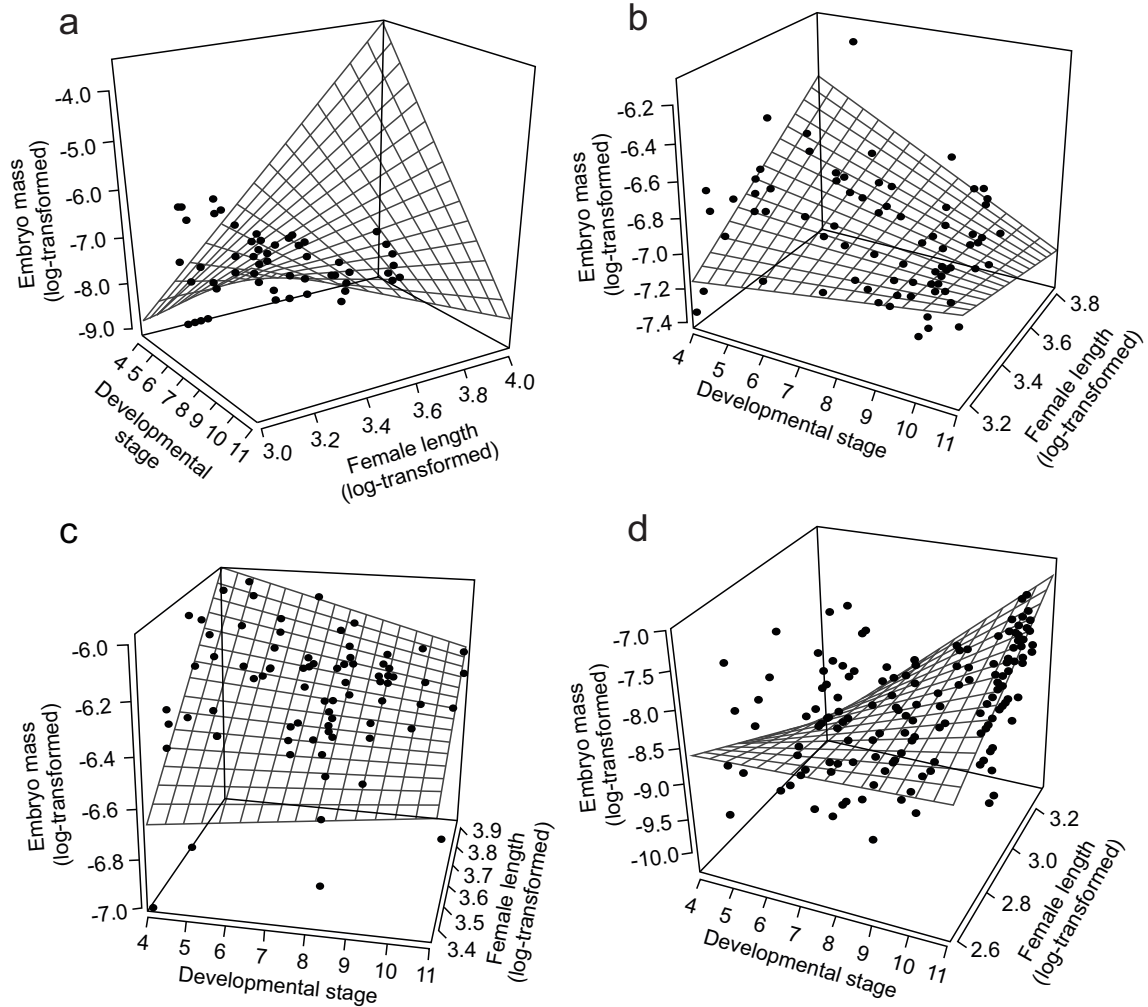 a
-4.0
-5.0
-6.0
-7.0
-8.0
-9.0
Embryo mass
(log-transformed)
4 5 6 7 8 9 10 11
Developmental
stage
3.0 3.2 3.4 3.6 3.8 4.0
Female length
(log-transformed)
b
-6.2
-6.4
-6.6
-6.8
-7.0
-7.2
-7.4
Embryo mass
(log-transformed)
4 5 6 7 8 9 10 11
Developmental stage
3.8
3.6
3.4
3.2
Female length
(log-transformed)
c
-6.0
-6.2
-6.4
-6.6
-6.8
-7.0
Embryo mass
(log-transformed)
4 5 6 7 8 9 10 11
Developmental stage
3.9
3.8
3.7
3.6
3.5
3.4
Female length
(log-transformed)
d
-7.0
-7.5
-8.0
-8.5
-9.0
-9.5
-10.0
Embryo mass
(log-transformed)
4 5 6 7 8 9 10 11
Developmental stage
3.2
3.0
2.8
2.6
Female length
(log-transformed)